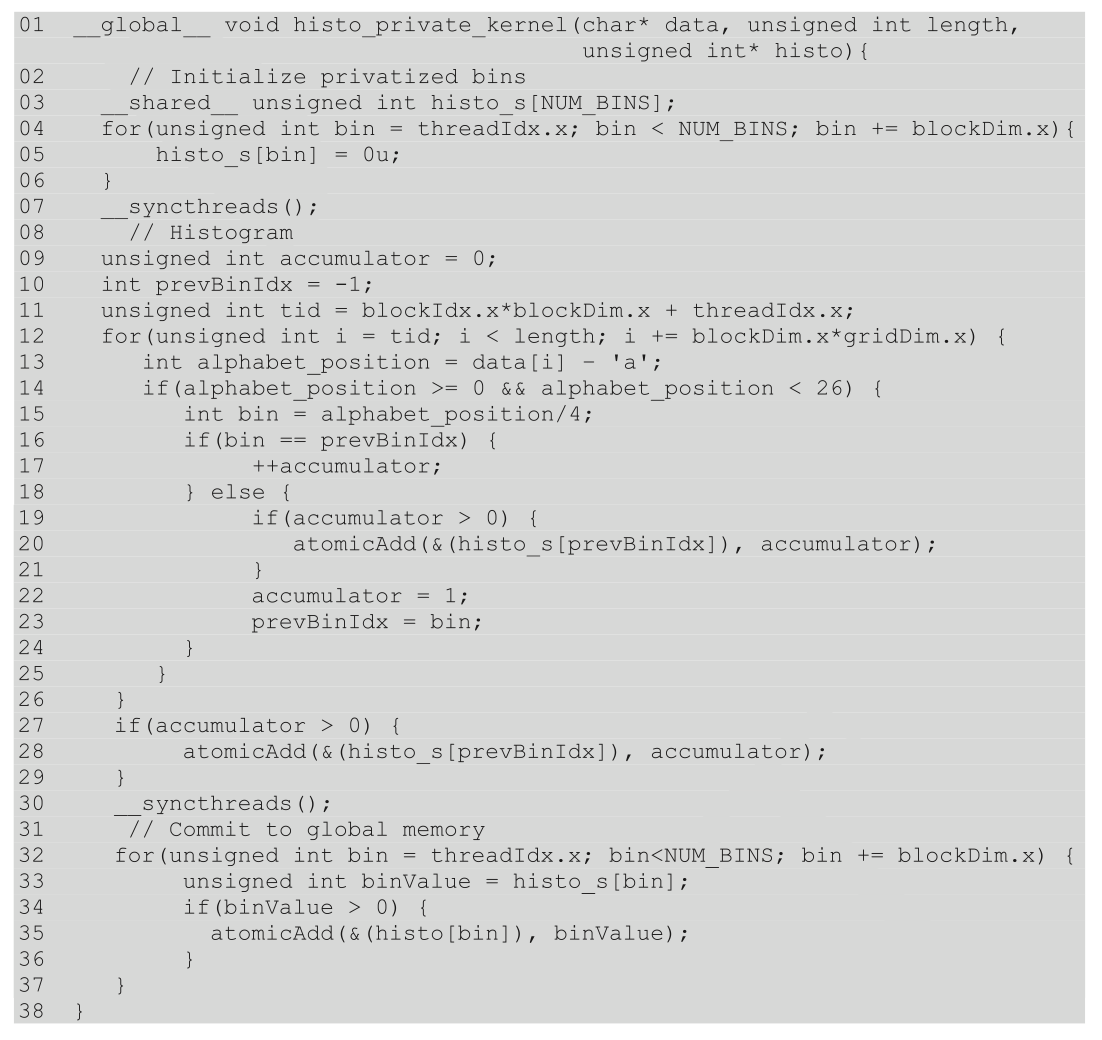 01 __global__ void histo_private_kernel(char* data, unsigned int length,
unsigned int* histo){
02 // Initialize privatized bins
03 __shared__ unsigned int histo_s[NUM_BINS];
04 for(unsigned int bin = threadIdx.x; bin < NUM_BINS; bin += blockDim.x){
05 histo_s[bin] = 0u;
06 }
07 __syncthreads();
08 // Histogram
09 unsigned int accumulator = 0;
10 int prevBinIdx = -1;
11 unsigned int tid = blockIdx.x*blockDim.x + threadIdx.x;
12 for(unsigned int i = tid; i < length; i += blockDim.x*gridDim.x) {
13 int alphabet_position = data[i] – 'a';
14 if(alphabet_position >= 0 && alphabet_position < 26) {
15 int bin = alphabet_position/4;
16 if(bin == prevBinIdx) {
17 ++accumulator;
18 } else {
19 if(accumulator > 0) {
20 atomicAdd(&(histo_s[prevBinIdx]), accumulator);
21 }
22 accumulator = 1;
23 prevBinIdx = bin;
24 }
25 }
26 }
27 if(accumulator > 0) {
28 atomicAdd(&(histo_s[prevBinIdx]), accumulator);
29 }
30 __syncthreads();
31 // Commit to global memory
32 for(unsigned int bin = threadIdx.x; bin<NUM_BINS; bin += blockDim.x) {
33 unsigned int binValue = histo_s[bin];
34 if(binValue > 0) {
35 atomicAdd(&(histo[bin]), binValue);
36 }
37 }
38 }